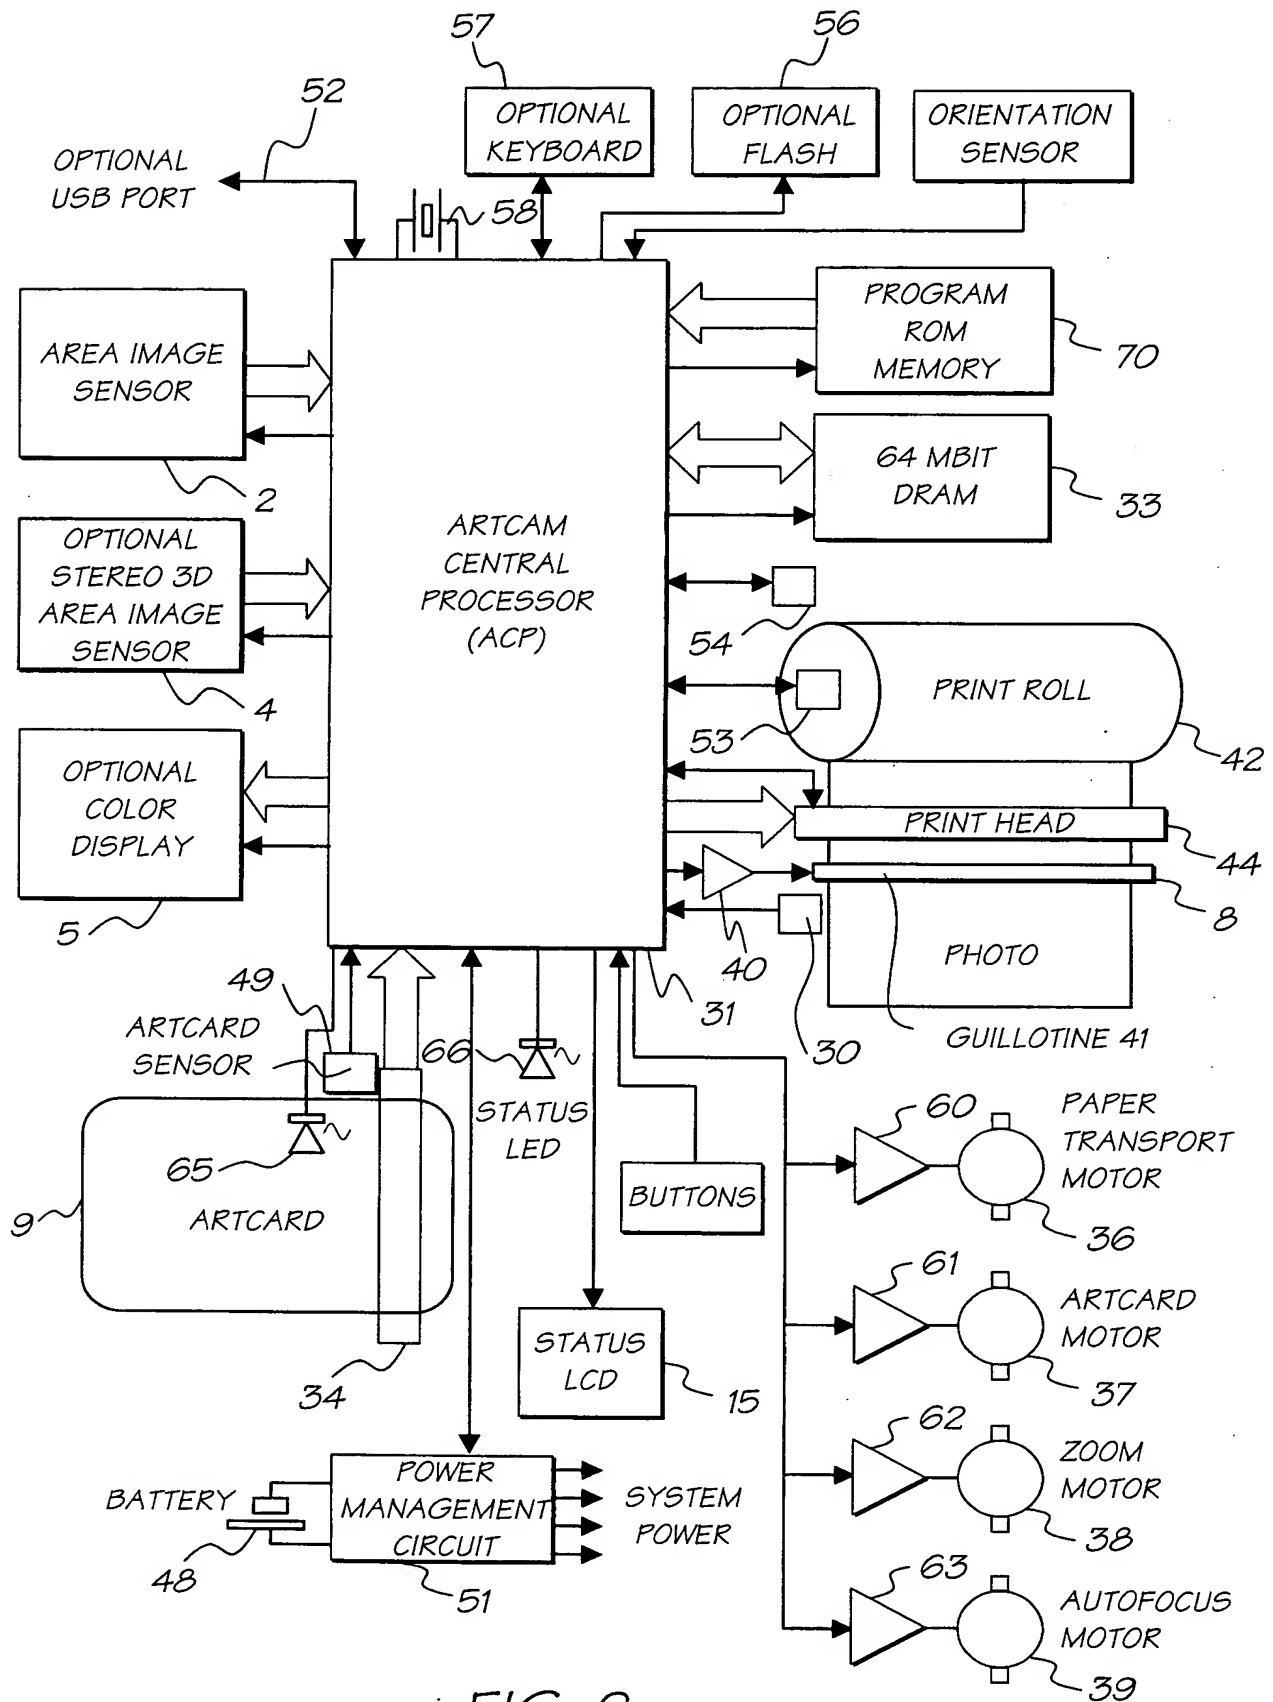 57
56
52
OPTIONAL
KEYBOARD
OPTIONAL
FLASH
ORIENTATION
SENSOR
OPTIONAL
USB PORT
58
AREA IMAGE
SENSOR
2
PROGRAM
ROM
MEMORY
70
64 MBIT
DRAM
33
OPTIONAL
STEREO 3D
AREA IMAGE
SENSOR
4
ARTCAM
CENTRAL
PROCESSOR
(ACP)
54
PRINT ROLL
53
42
OPTIONAL
COLOR
DISPLAY
5
PRINT HEAD
44
8
40
PHOTO
31
30
GUILLOTINE 41
49
ARTCARD
SENSOR
66
STATUS
LED
65
ARTCARD
9
BUTTONS
34
STATUS
LCD
15
60
PAPER
TRANSPORT
MOTOR
36
61
ARTCARD
MOTOR
37
62
ZOOM
MOTOR
38
63
AUTOFOCUS
MOTOR
39
BATTERY
48
POWER
MANAGEMENT
CIRCUIT
51
SYSTEM
POWER
FIG.